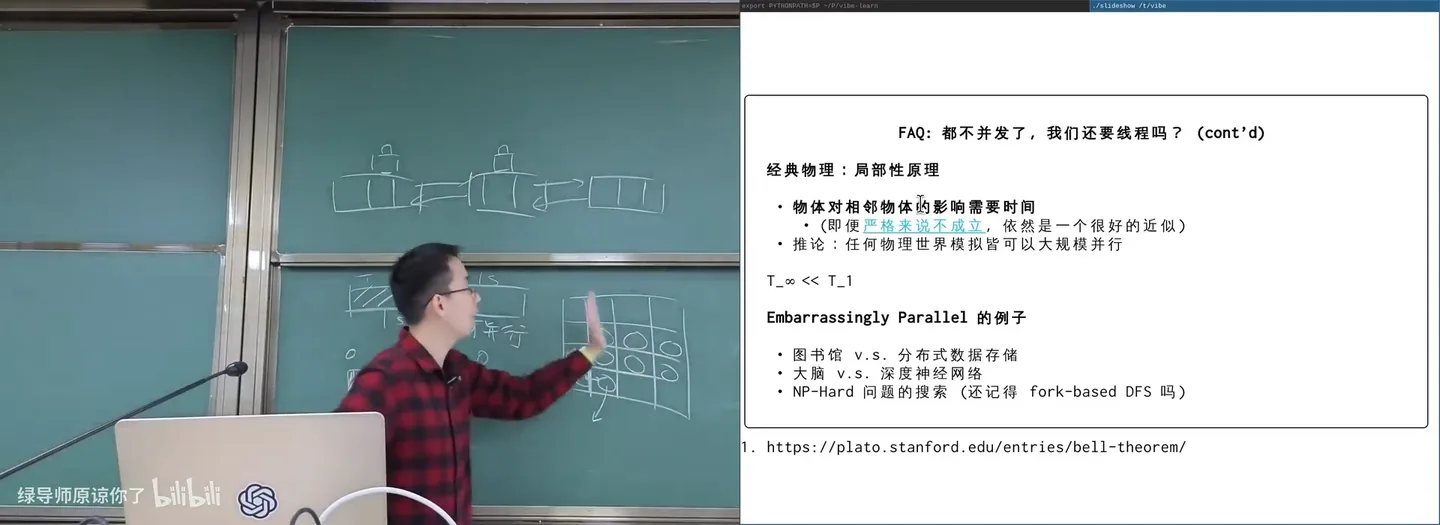 export PYTHONPATH=$P ~/P/vibe-learn
./slideshow /t/vibe
FAQ: 都不并发了, 我们还要线程吗? (cont'd)
经典物理：局部性原理
• 物体对相邻物体的影响需要时间
• (即便严格来说不成立, 依然是一个很好的近似)
• 推论：任何物理世界模拟皆可以大规模并行
T_∞ << T_1
Embarrassingly Parallel 的例子
• 图书馆 v.s. 分布式数据存储
• 大脑 v.s. 深度神经网络
• NP-Hard 问题的搜索 (还记得 fork-based DFS 吗)
1. https://plato.stanford.edu/entries/bell-theorem/
1s
并行
绿导师原谅你了 bilibili